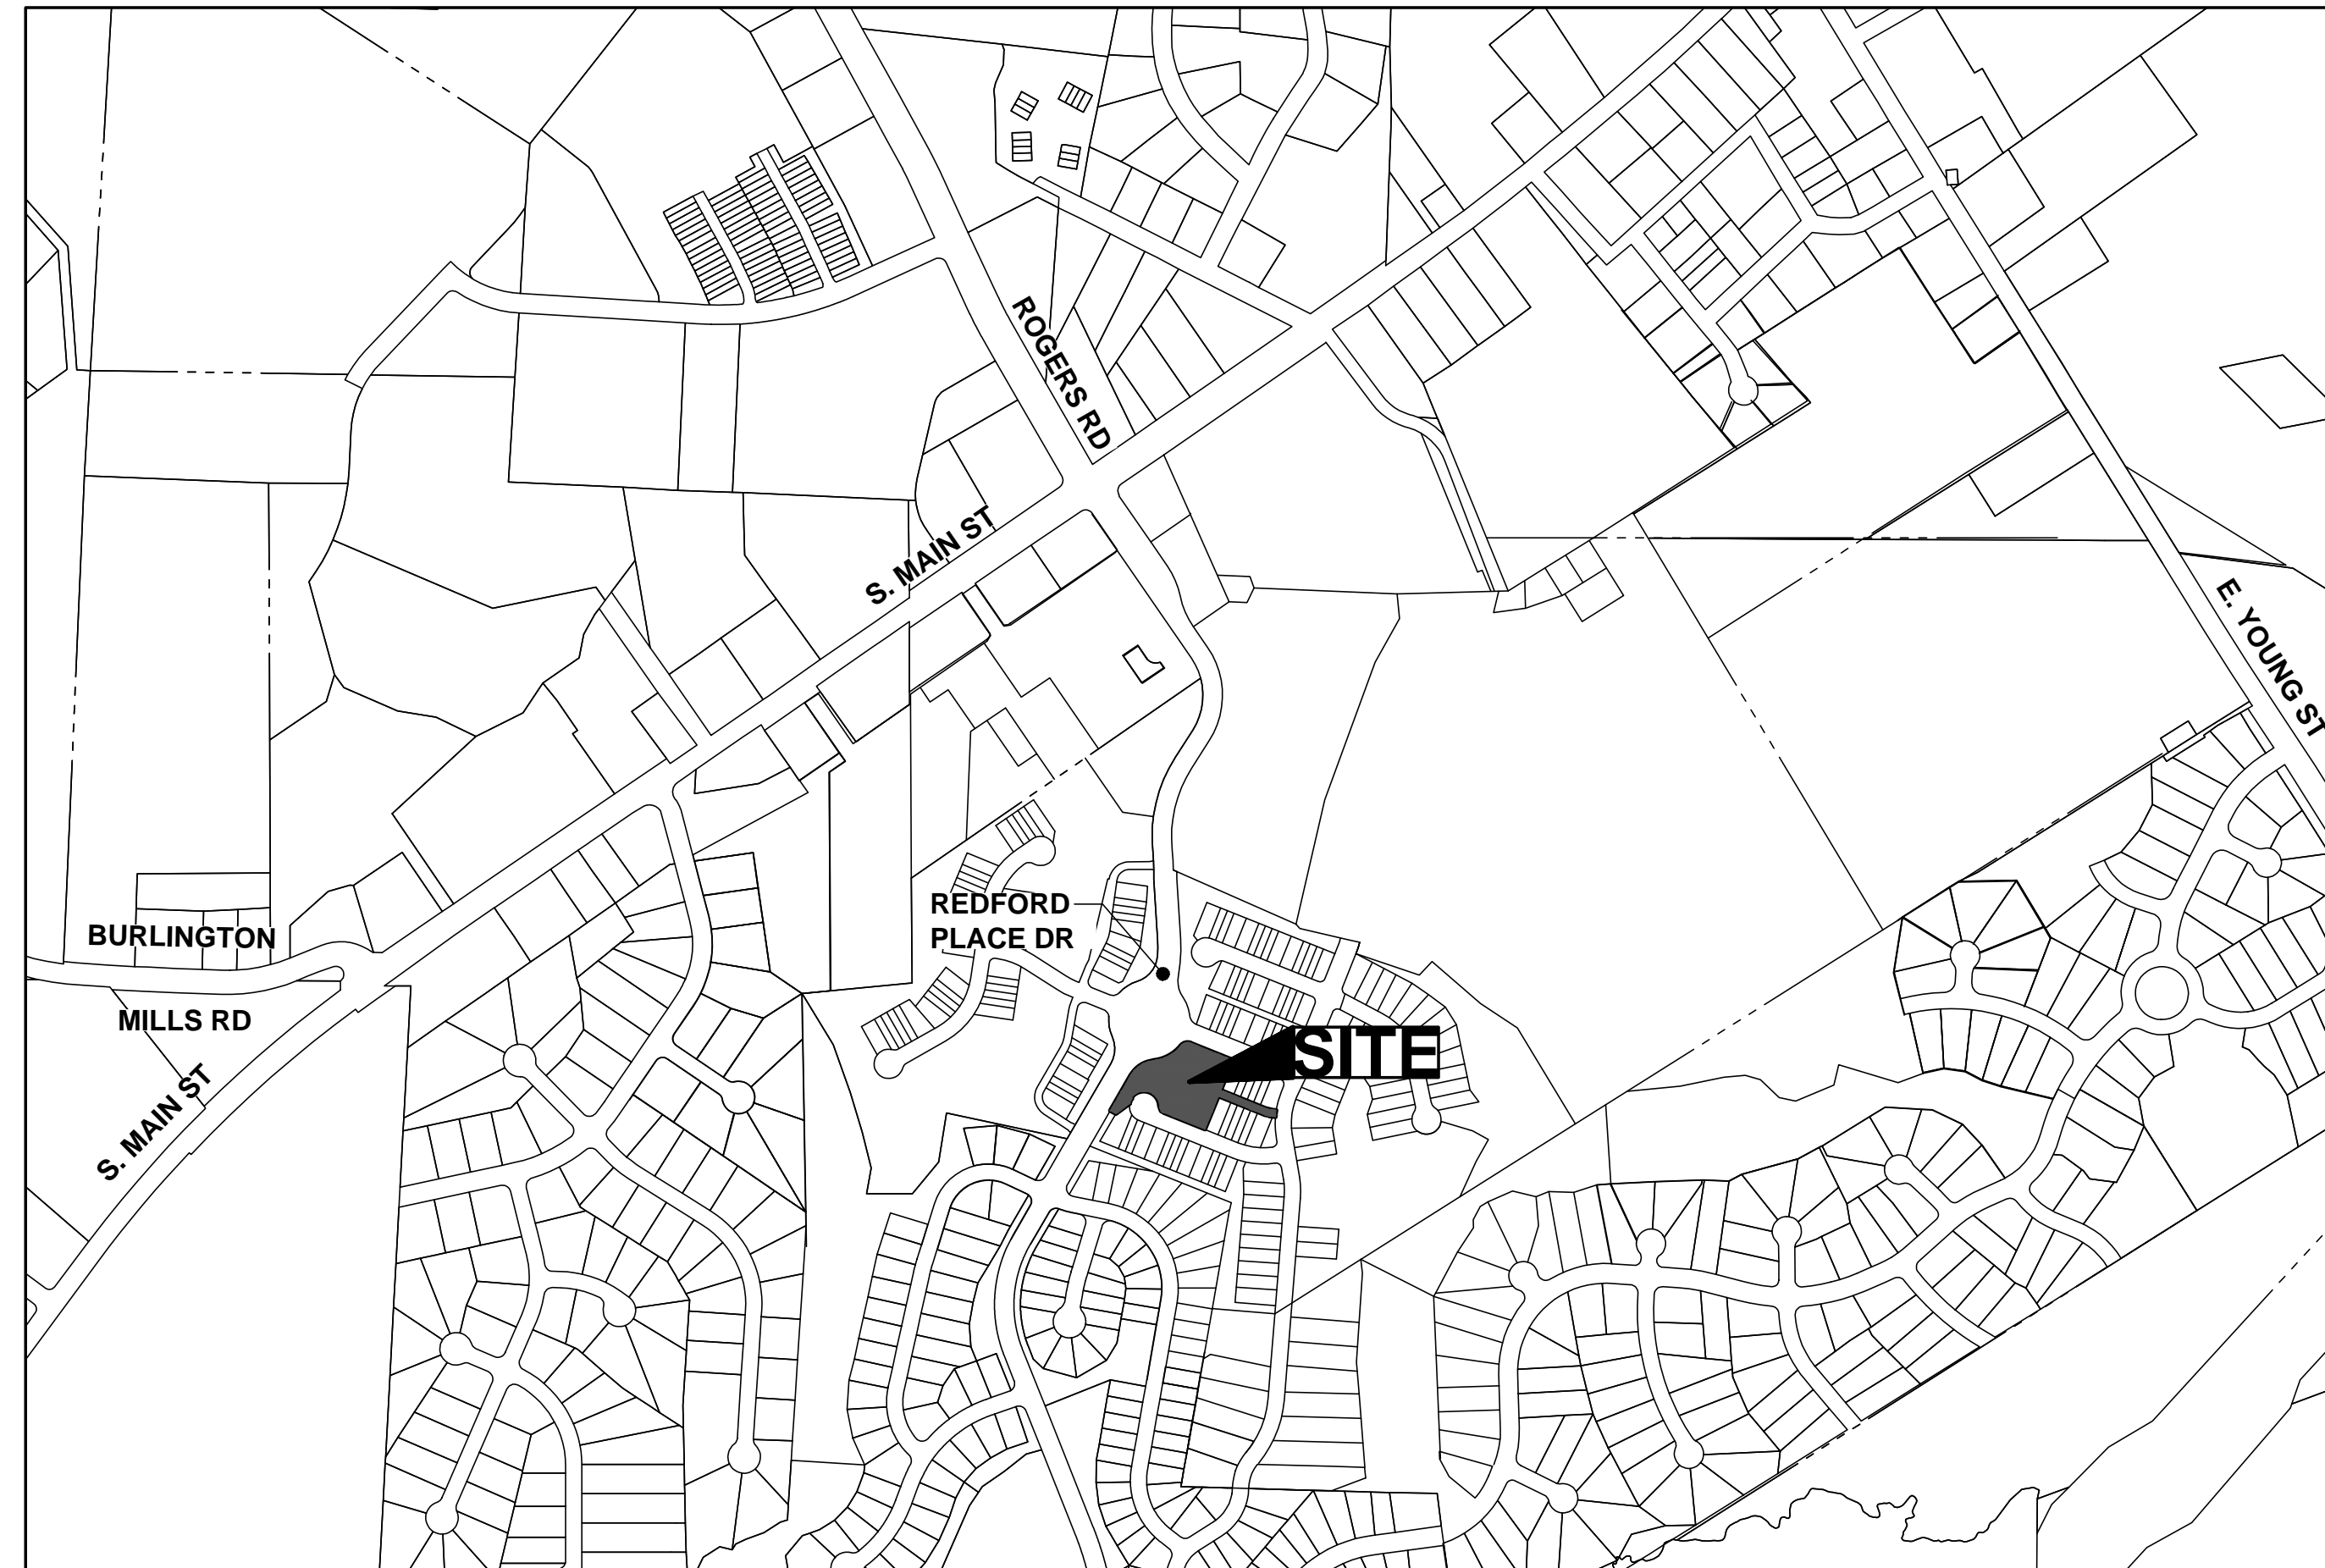 ROGERS RD
S. MAIN ST
E. YOUNG ST
REDFORD
PLACE DR
BURLINGTON
MILLS RD
SITE
S. MAIN ST